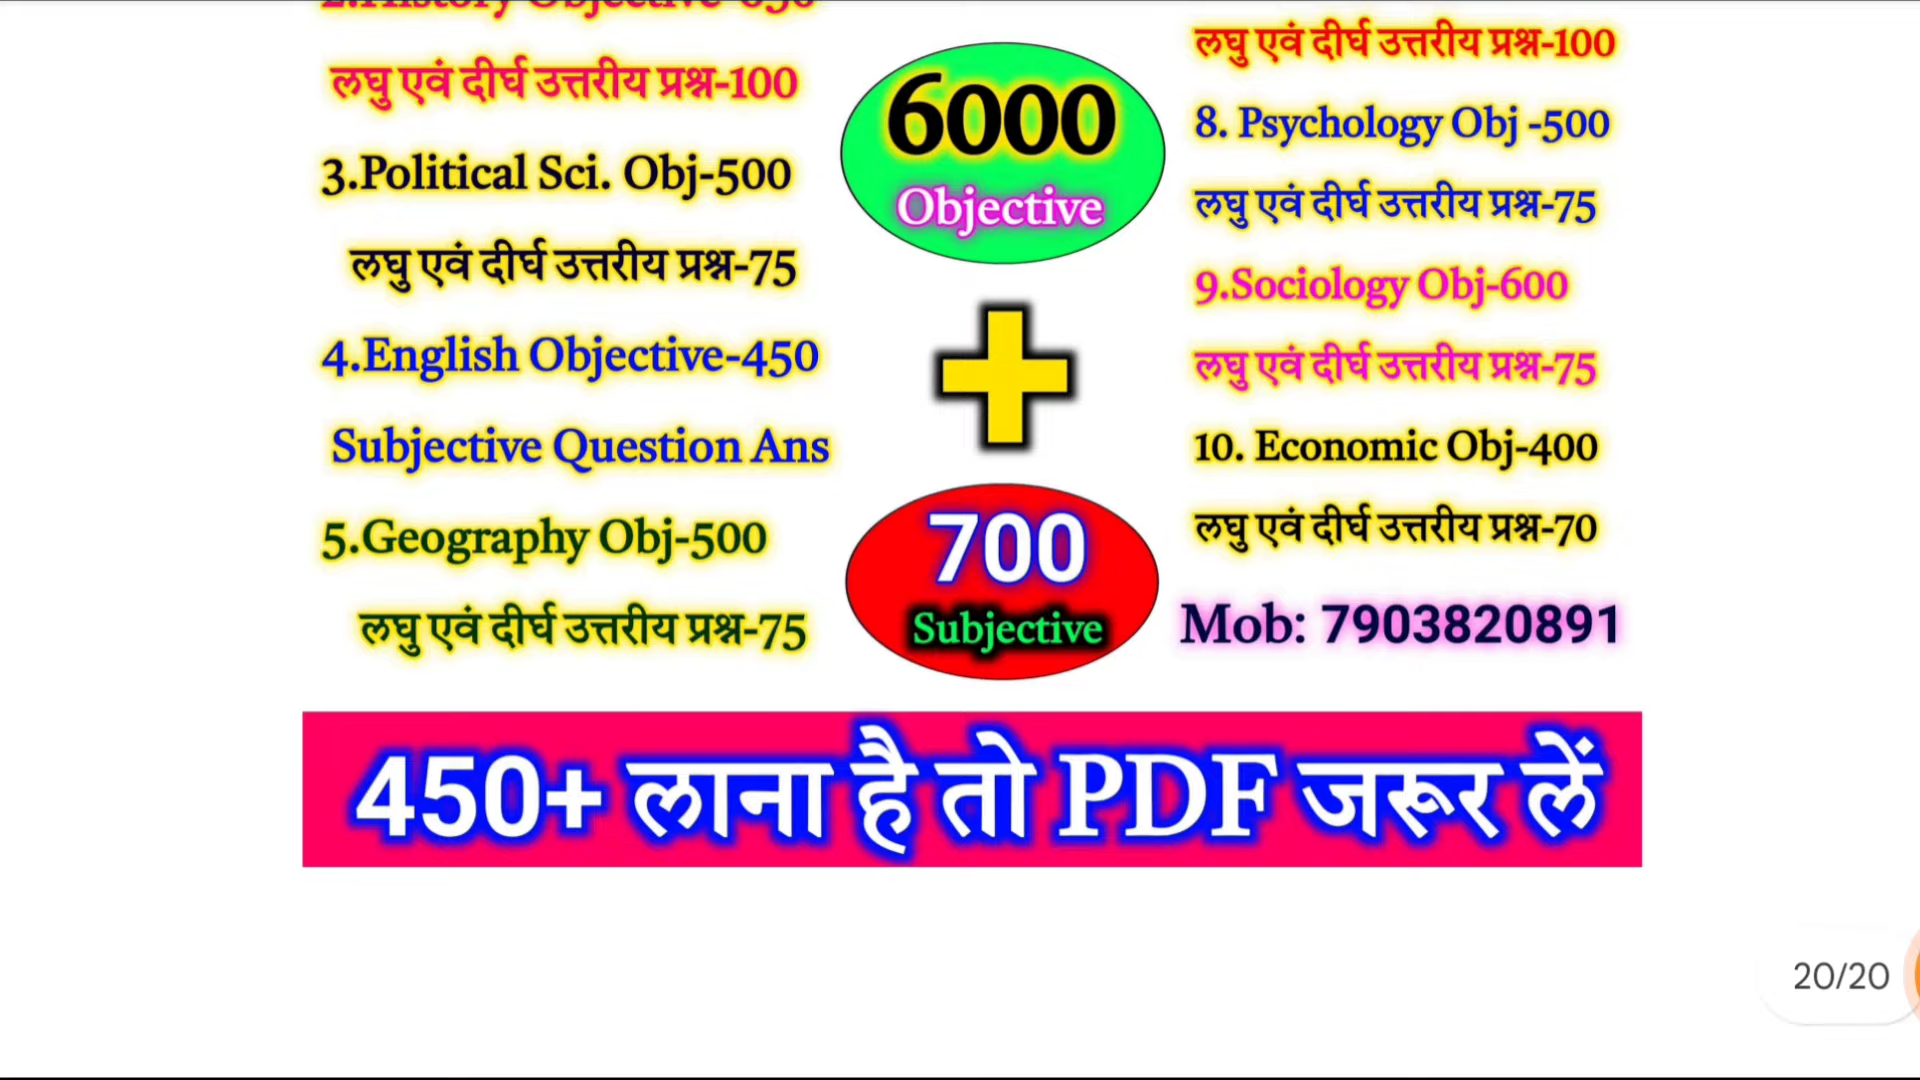 2.History Objective-650
लघु एवं दीर्घ उत्तरीय प्रश्न-100
3.Political Sci. Obj-500
लघु एवं दीर्घ उत्तरीय प्रश्न-75
4.English Objective-450
Subjective Question Ans
5.Geography Obj-500
लघु एवं दीर्घ उत्तरीय प्रश्न-75
6000
Objective
700
Subjective
लघु एवं दीर्घ उत्तरीय प्रश्न-100
8. Psychology Obj -500
लघु एवं दीर्घ उत्तरीय प्रश्न-75
9.Sociology Obj-600
लघु एवं दीर्घ उत्तरीय प्रश्न-75
10. Economic Obj-400
लघु एवं दीर्घ उत्तरीय प्रश्न-70
Mob: 7903820891
450+ लाना है तो PDF जरूर लें
20/20